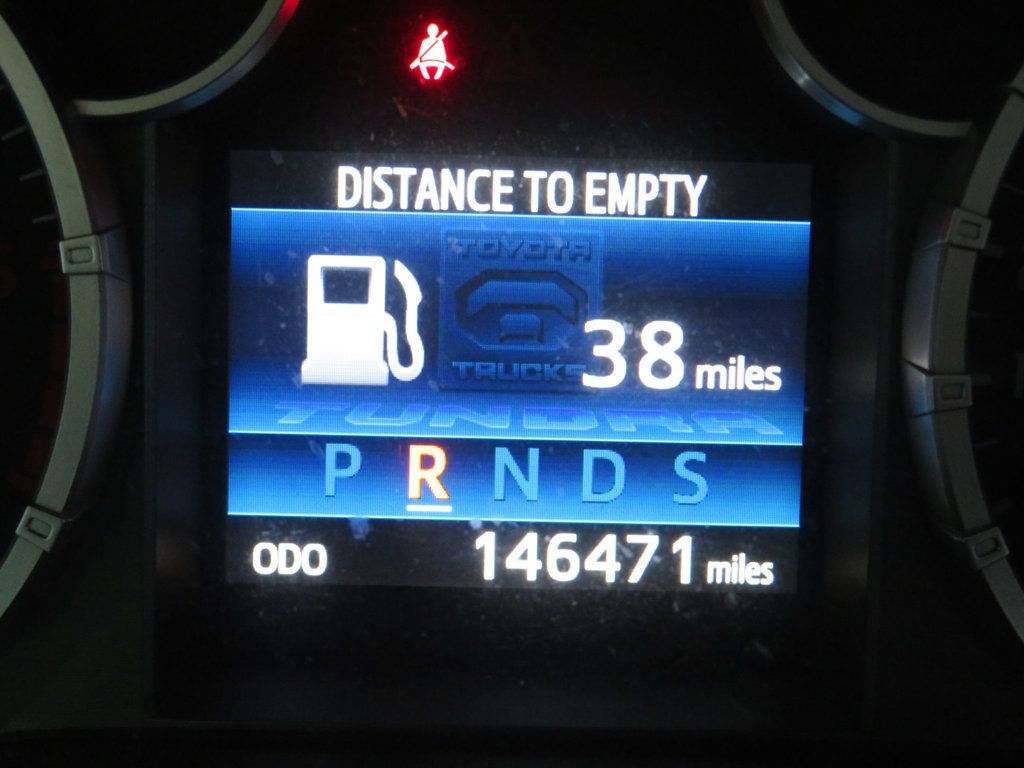 DISTANCE TO EMPTY
TOYOTA
TRUCKS
38 miles
TUNDRA
P R N D S
ODO 146471 miles